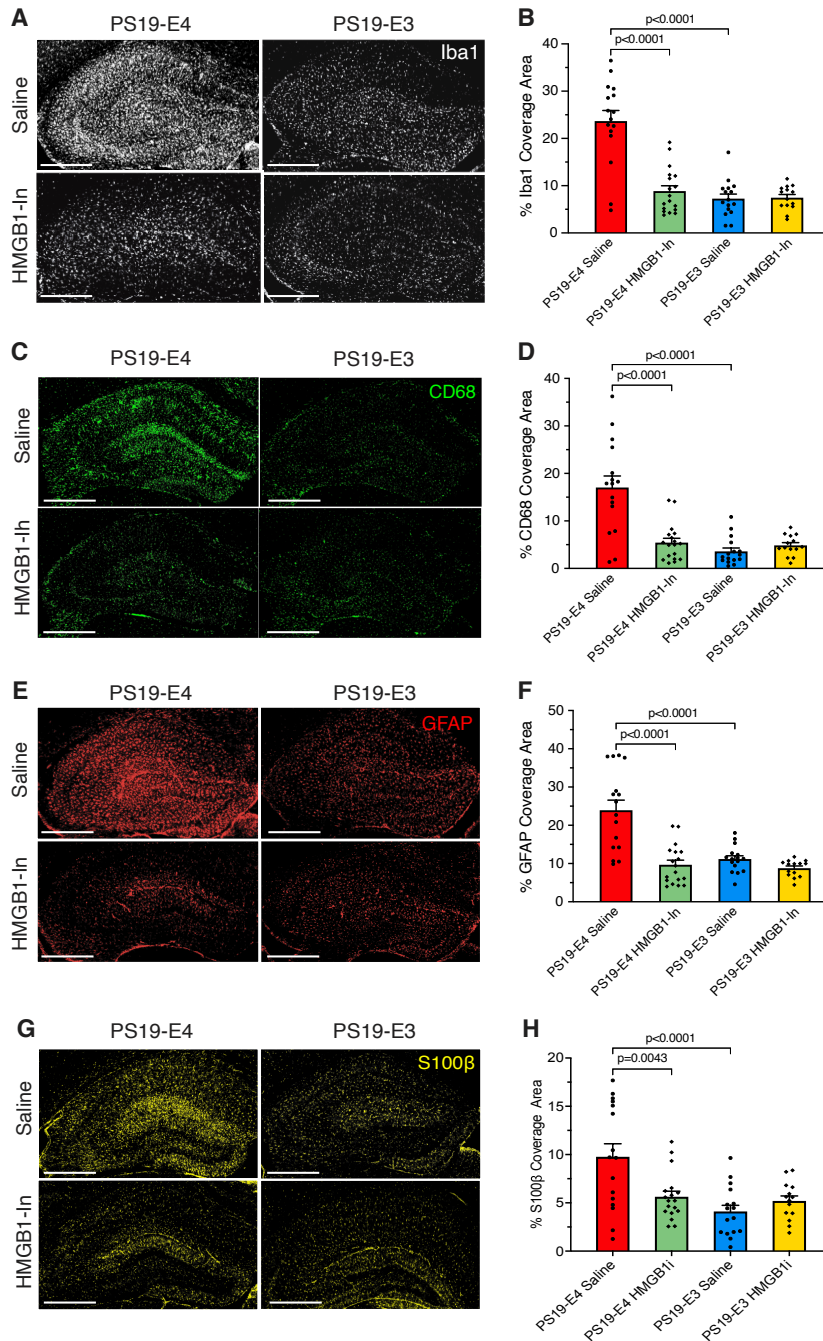 A
PS19-E4
PS19-E3
Iba1
Saline
HMGB1-In
B
p<0.0001
p<0.0001
% Iba1 Coverage Area
40
30
20
10
0
PS19-E4 Saline
PS19-E4 HMGB1-In
PS19-E3 Saline
PS19-E3 HMGB1-In
C
PS19-E4
PS19-E3
CD68
Saline
HMGB1-Ih
D
p<0.0001
p<0.0001
% CD68 Coverage Area
40
30
20
10
0
PS19-E4 Saline
PS19-E4 HMGB1-In
PS19-E3 Saline
PS19-E3 HMGB1-In
E
PS19-E4
PS19-E3
GFAP
Saline
HMGB1-In
F
p<0.0001
p<0.0001
% GFAP Coverage Area
50
40
30
20
10
0
PS19-E4 Saline
PS19-E4 HMGB1-In
PS19-E3 Saline
PS19-E3 HMGB1-In
G
PS19-E4
PS19-E3
S100β
Saline
HMGB1-In
H
p<0.0001
p=0.0043
% S100β Coverage Area
20
15
10
5
0
PS19-E4 Saline
PS19-E4 HMGB1i
PS19-E3 Saline
PS19-E3 HMGB1i